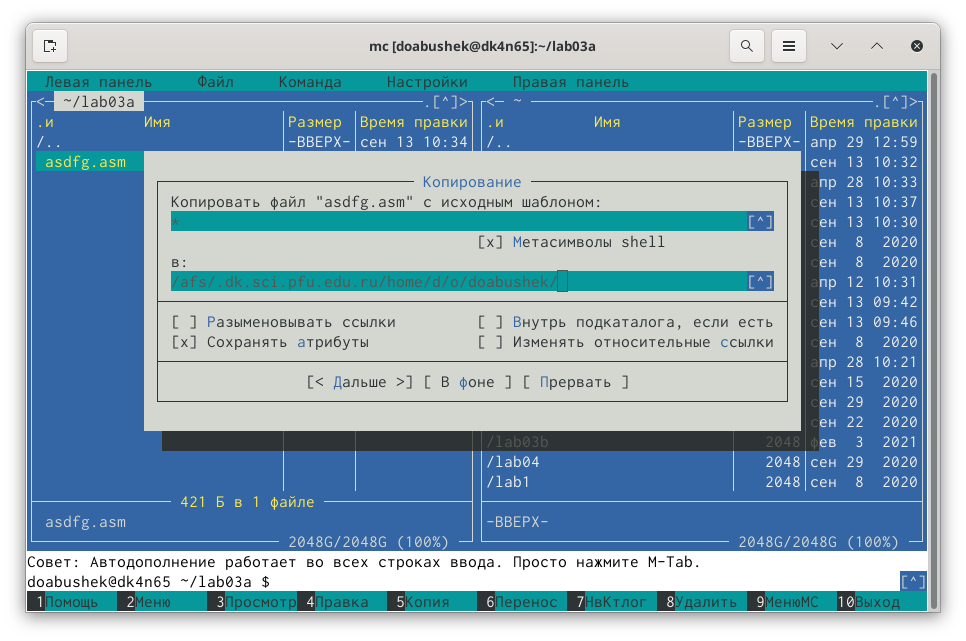 mc [doabushek@dk4n65]:~/lab03a
Левая панель Файл Команда Настройки Правая панель
<─ ~/lab03a .[^]> <─ ~ .[^]>
.и Имя Размер Время правки .и Имя Размер Время правки
/.. -ВВЕРХ- сен 13 10:34 /.. -ВВЕРХ- апр 29 12:59
asdfg.asm сен 13 10:32
апр 28 10:33
Копирование
Копировать файл "asdfg.asm" с исходным шаблоном: сен 13 10:37
* [^] сен 13 10:30
[x] Метасимволы shell сен 8 2020
в: сен 8 2020
/afs/.dk.sci.pfu.edu.ru/home/d/o/doabushek/ [^] апр 12 10:31
сен 13 09:42
[ ] Разыменовывать ссылки [ ] Внутрь подкаталога, если есть сен 13 09:46
[x] Сохранять атрибуты [ ] Изменять относительные ссылки сен 8 2020
апр 28 10:21
[< Дальше >] [ В фоне ] [ Прервать ] сен 15 2020
сен 29 2020
сен 22 2020
/lab03b 2048 фев 3 2021
/lab04 2048 сен 29 2020
/lab1 2048 сен 8 2020
421 Б в 1 файле
asdfg.asm -ВВЕРХ-
2048G/2048G (100%) 2048G/2048G (100%)
Совет: Автодополнение работает во всех строках ввода. Просто нажмите M-Tab.
doabushek@dk4n65 ~/lab03a $ [^]
1Помощь 2Меню 3Просмотр 4Правка 5Копия 6Перенос 7НвКтлог 8Удалить 9МенюMC 10Выход